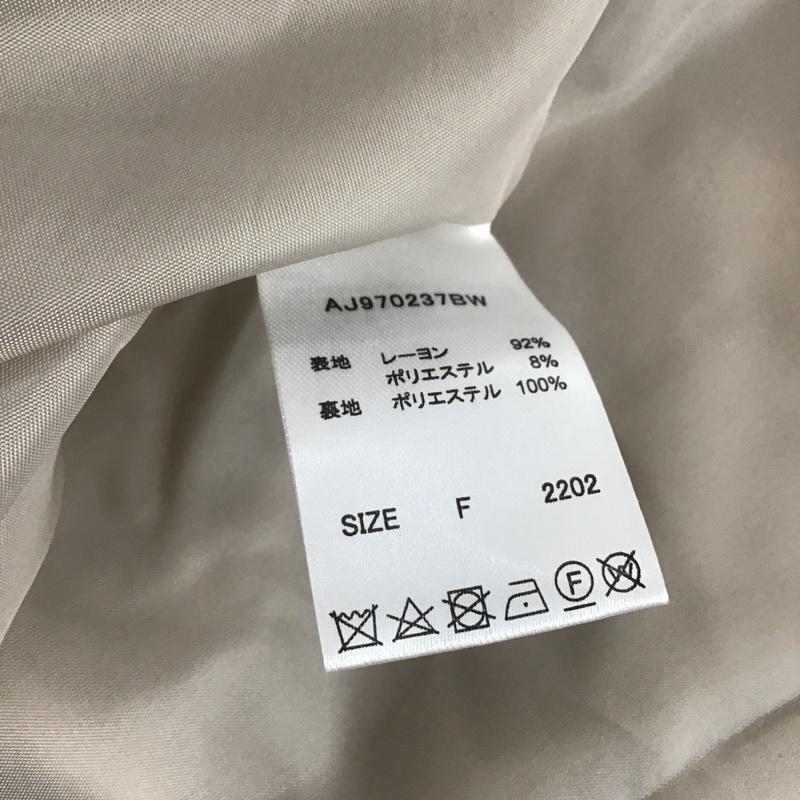 AJ970237BW
表地 レーヨン 92%
ポリエステル 8%
裏地 ポリエステル 100%
SIZE F 2202
F W